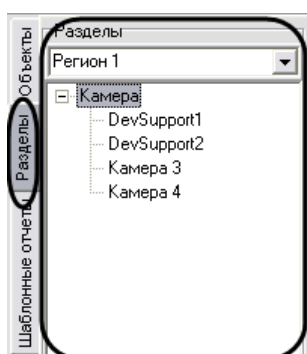 Объекты
Разделы
Шаблонные отчеты
Разделы
Регион 1
Камера
DevSupport1
DevSupport2
Камера 3
Камера 4